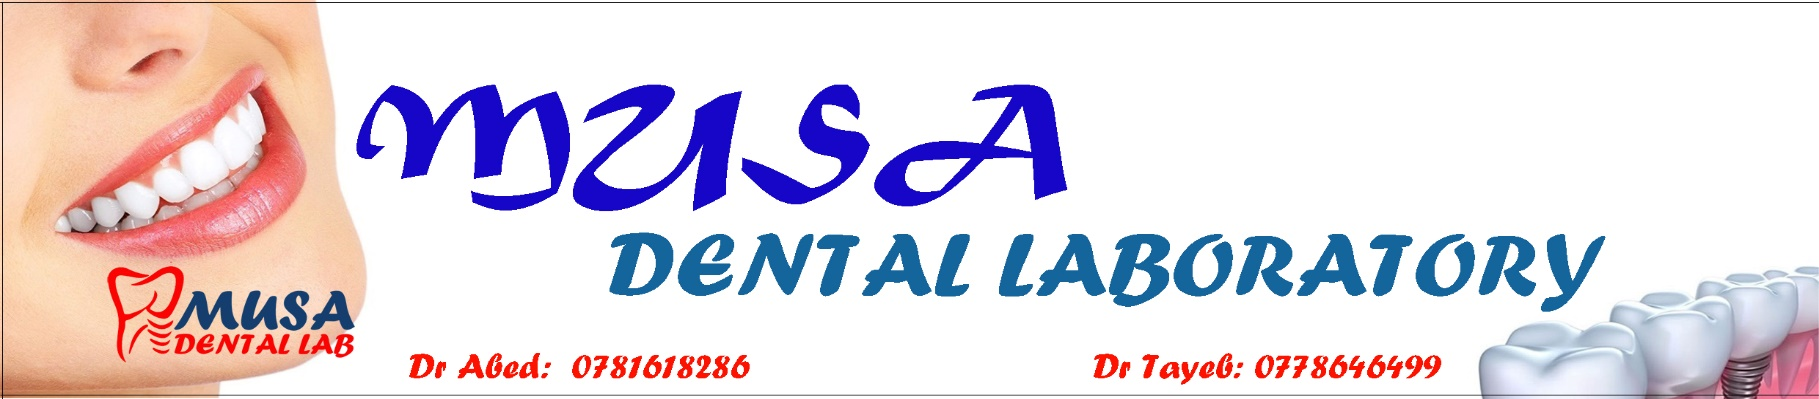 MUSA
DENTAL LABORATORY
MUSA
DENTAL LAB
Dr Abed: 0781618286
Dr Tayeb: 0778646499